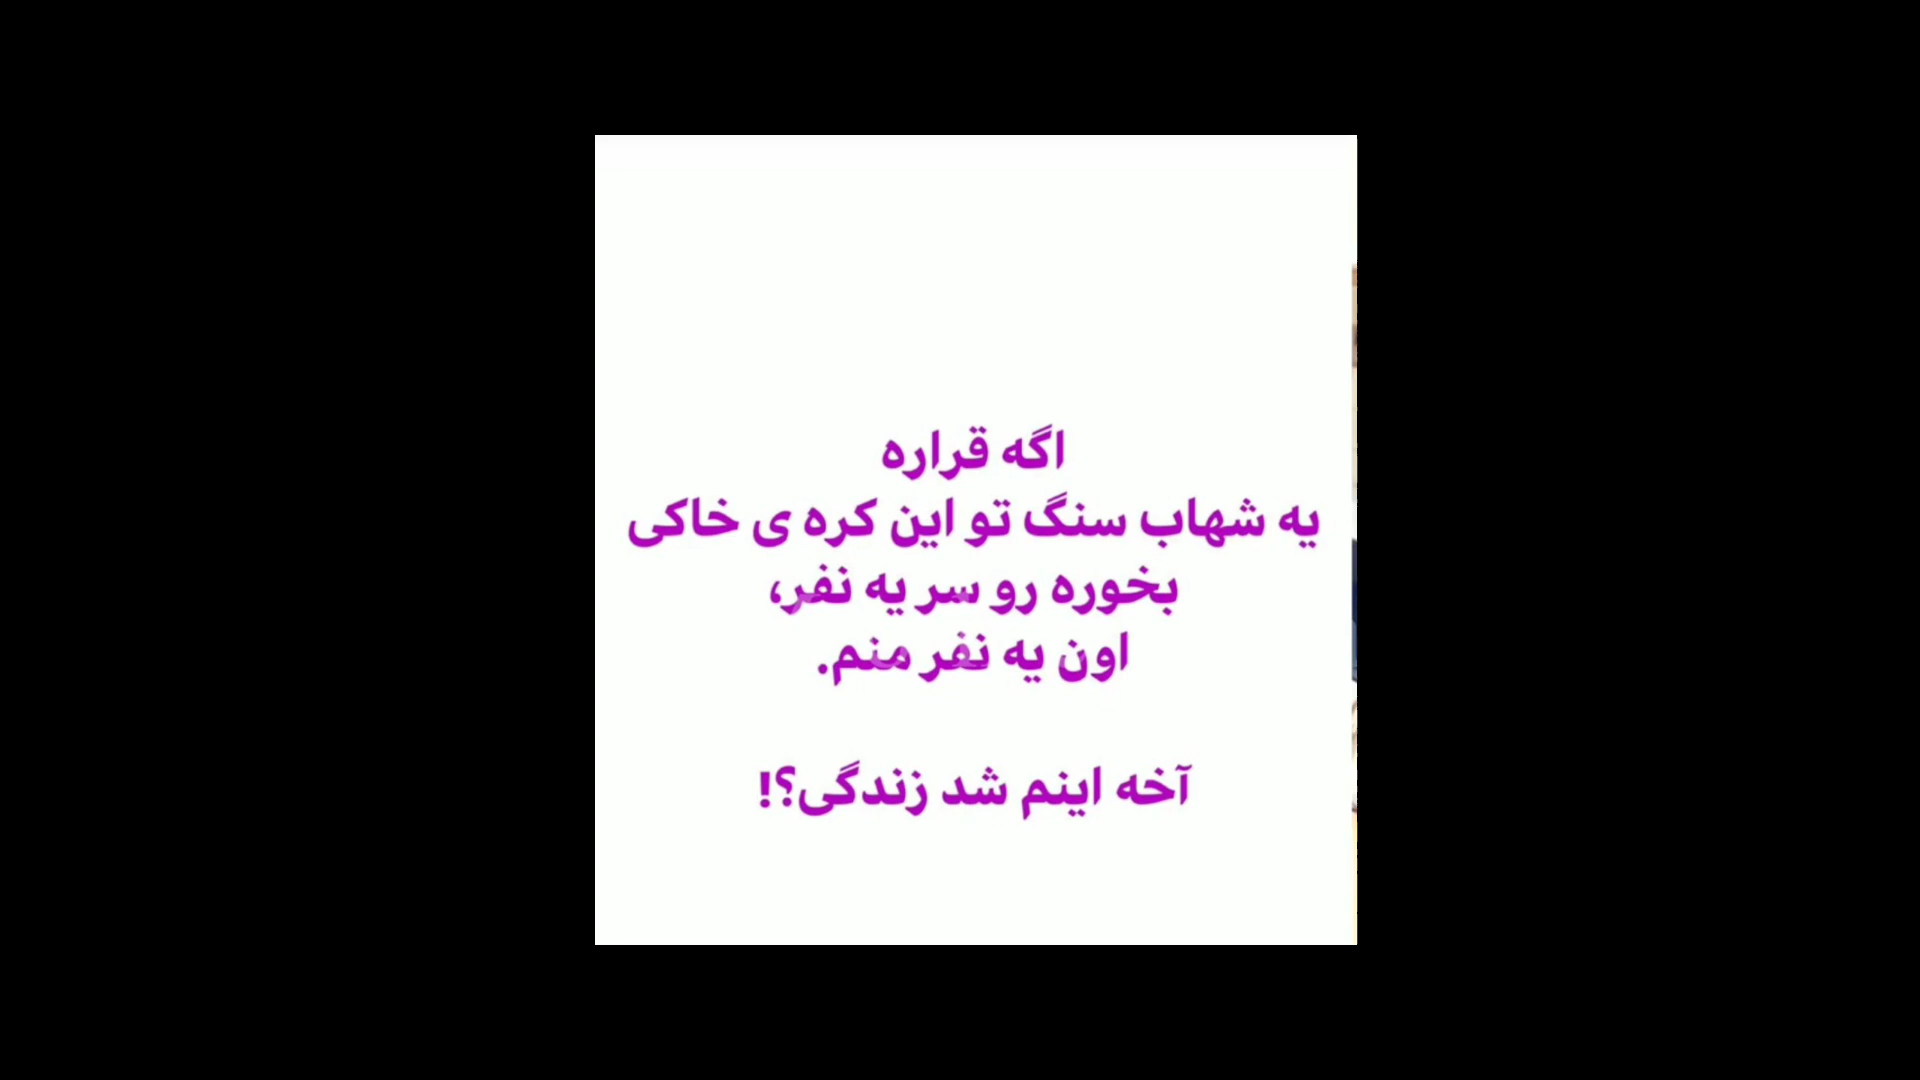 اگه قراره
یه شهاب سنگ تو این کره ی خاکی
بخوره رو سر یه نفر،
اون یه نفر منم.
آخه اینم شد زندگی؟!